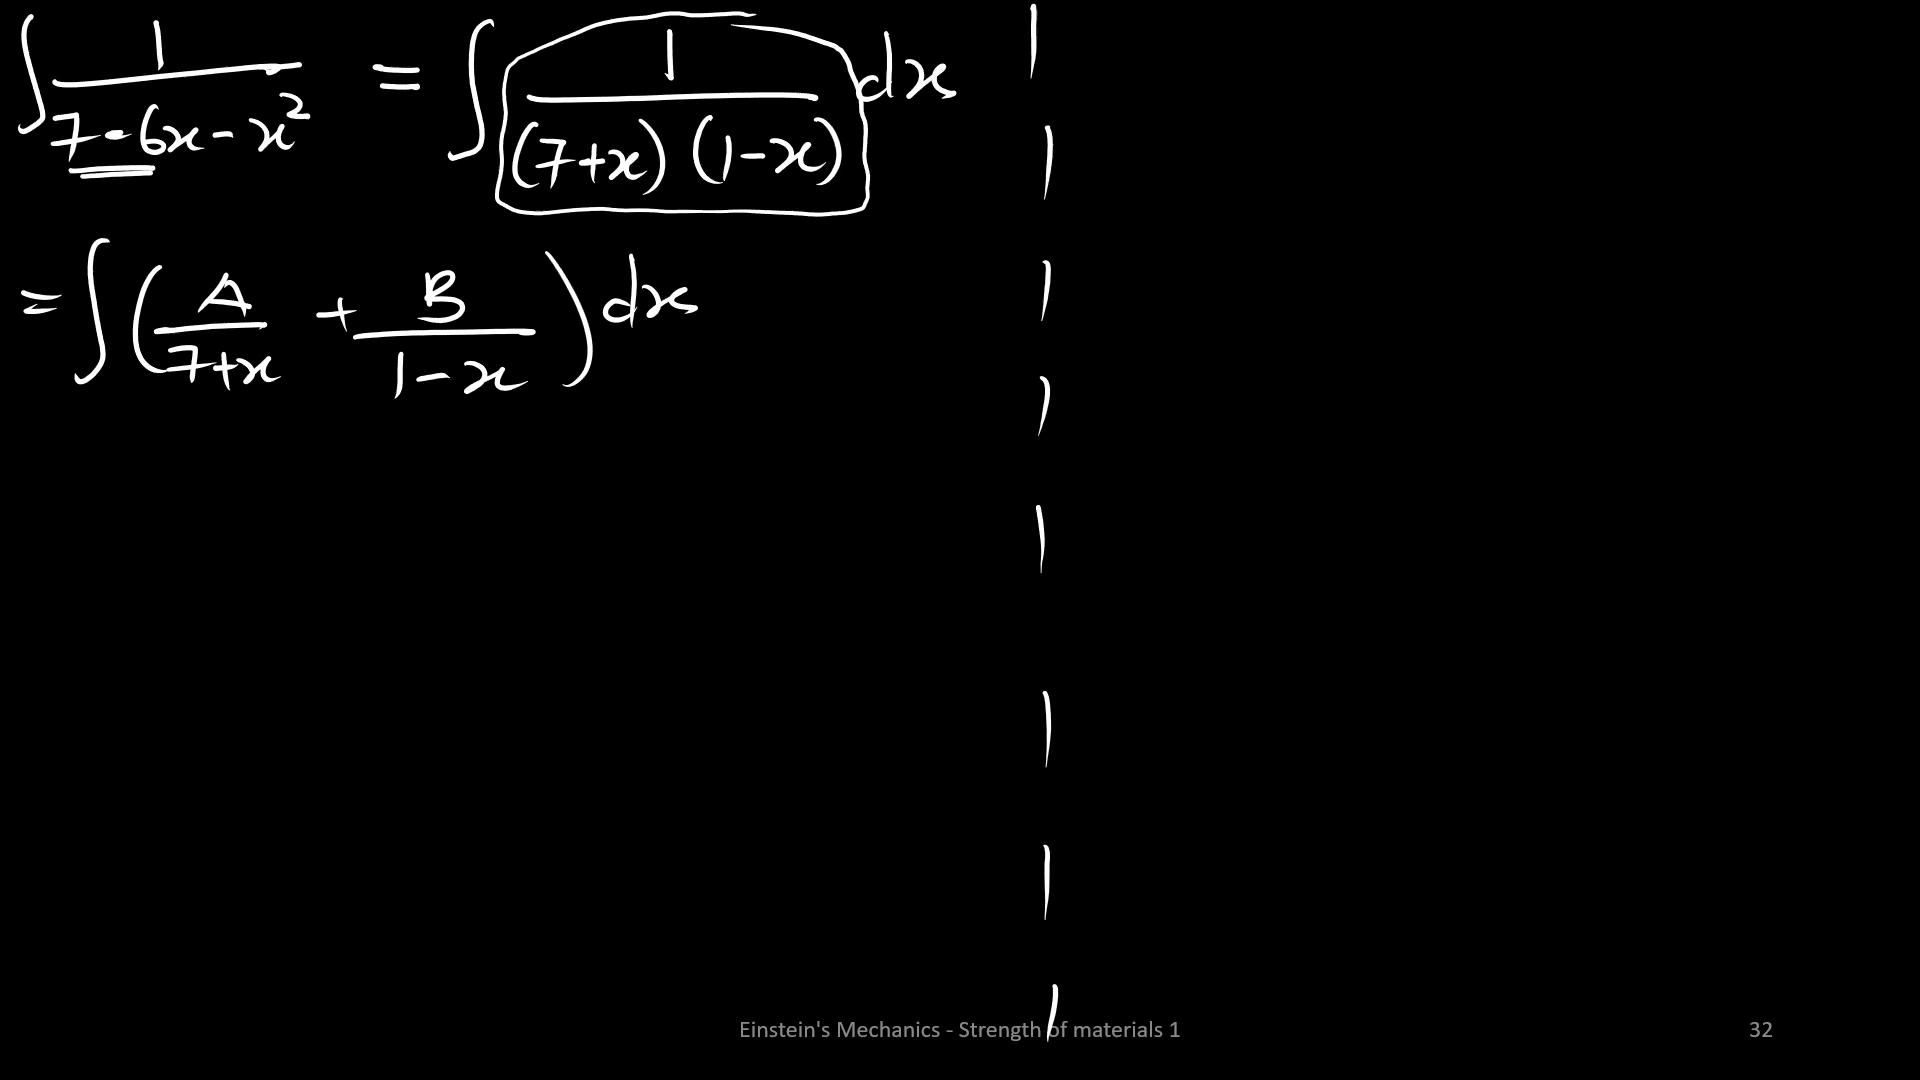 ∫ 1/(7-6x-x²) = ∫ 1/((7+x)(1-x)) dx
= ∫ (A/(7+x) + B/(1-x)) dx
Einstein's Mechanics - Strength of materials 1
32